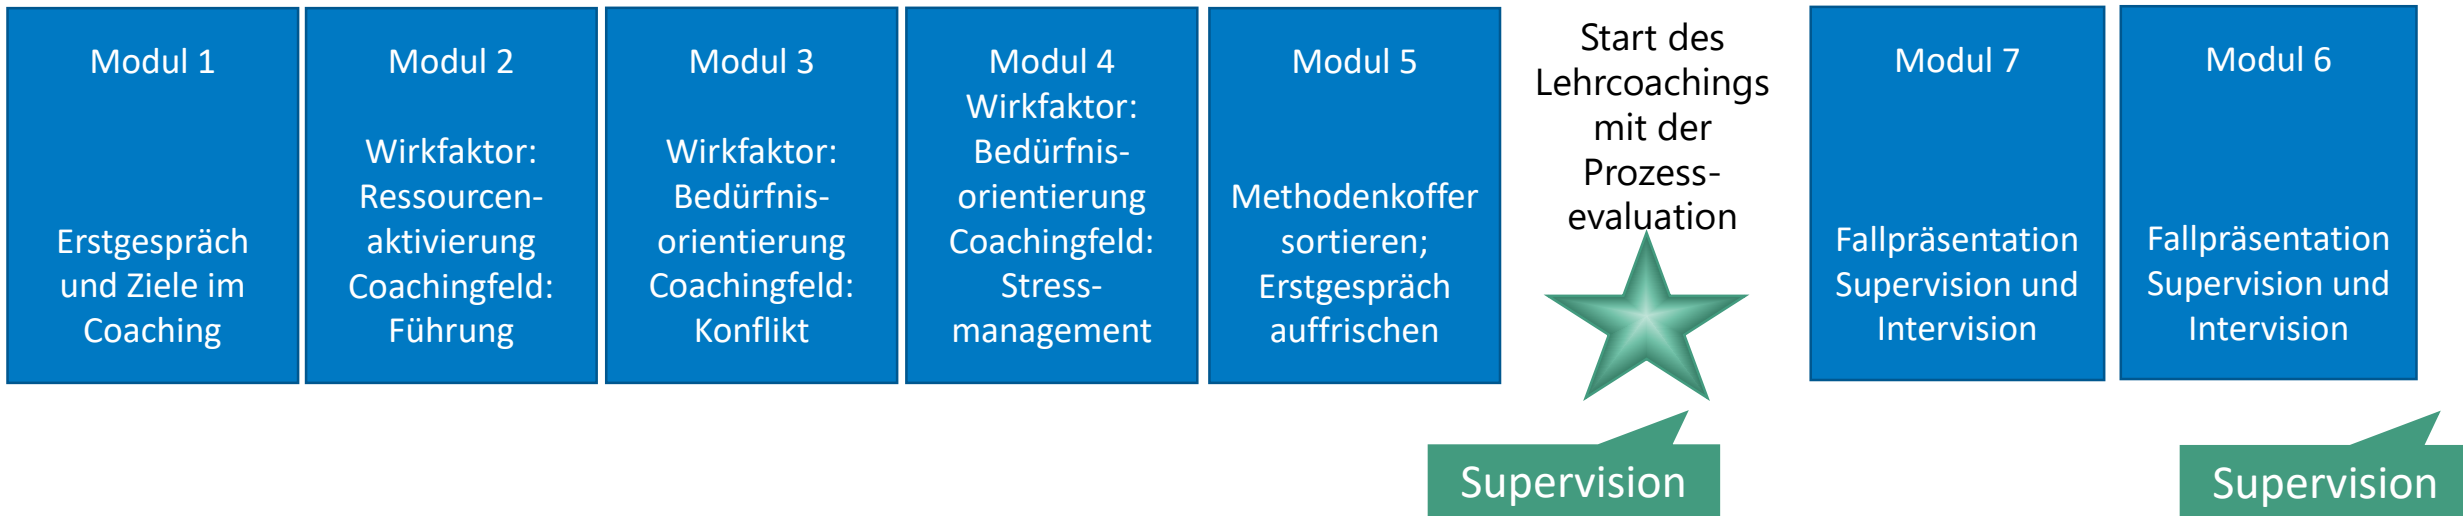 Modul 1
Erstgespräch
und Ziele im
Coaching
Modul 2
Wirkfaktor:
Ressourcen-
aktivierung
Coachingfeld:
Führung
Modul 3
Wirkfaktor:
Bedürfnis-
orientierung
Coachingfeld:
Konflikt
Modul 4
Wirkfaktor:
Bedürfnis-
orientierung
Coachingfeld:
Stress-
management
Modul 5
Methodenkoffer
sortieren;
Erstgespräch
auffrischen
Start des
Lehrcoachings
mit der
Prozess-
evaluation
Supervision
Modul 7
Fallpräsentation
Supervision und
Intervision
Modul 6
Fallpräsentation
Supervision und
Intervision
Supervision